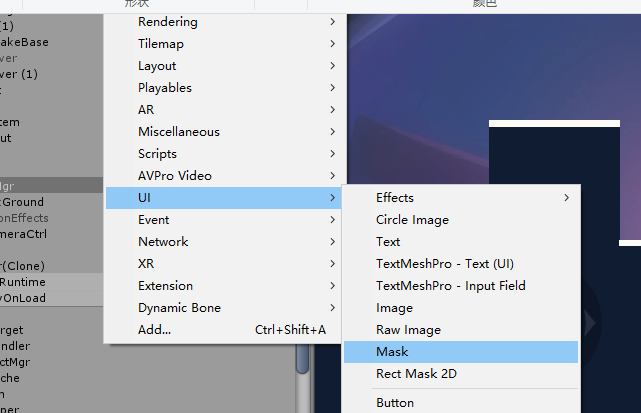 形状
颜色
(1)
akeBase
ver
ver (1)
tem
out
Mgr
tGround
onEffects
meraCtrl
r(Clone)
Runtime
yOnLoad
rget
ndler
ctMgr
che
n
per
Rendering
Tilemap
Layout
Playables
AR
Miscellaneous
Scripts
AVPro Video
UI
Event
Network
XR
Extension
Dynamic Bone
Add... Ctrl+Shift+A
Effects
Circle Image
Text
TextMeshPro - Text (UI)
TextMeshPro - Input Field
Image
Raw Image
Mask
Rect Mask 2D
Button